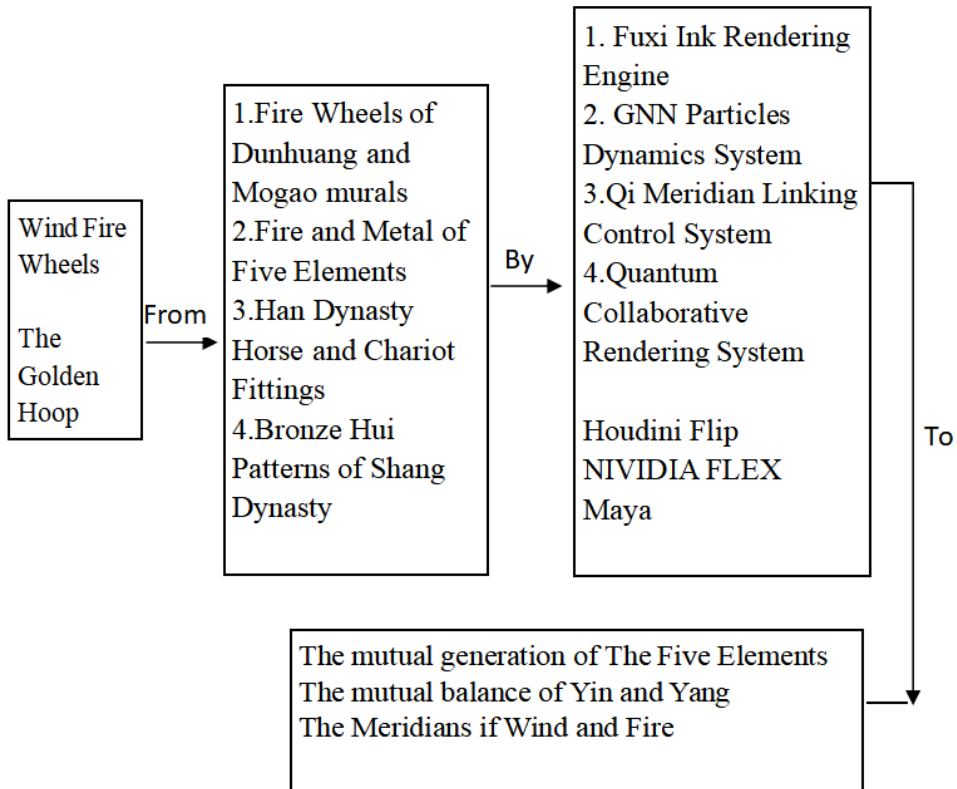 Wind Fire
Wheels
The
Golden
Hoop
From
1.Fire Wheels of
Dunhuang and
Mogao murals
2.Fire and Metal of
Five Elements
3.Han Dynasty
Horse and Chariot
Fittings
4.Bronze Hui
Patterns of Shang
Dynasty
By
1. Fuxi Ink Rendering
Engine
2. GNN Particles
Dynamics System
3.Qi Meridian Linking
Control System
4.Quantum
Collaborative
Rendering System
Houdini Flip
NIVIDIA FLEX
Maya
To
The mutual generation of The Five Elements
The mutual balance of Yin and Yang
The Meridians if Wind and Fire